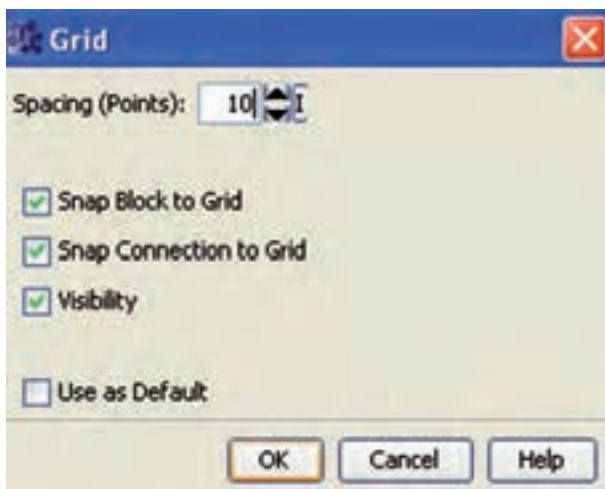 Grid
Spacing (Points): 10
Snap Block to Grid
Snap Connection to Grid
Visibility
Use as Default
OK Cancel Help